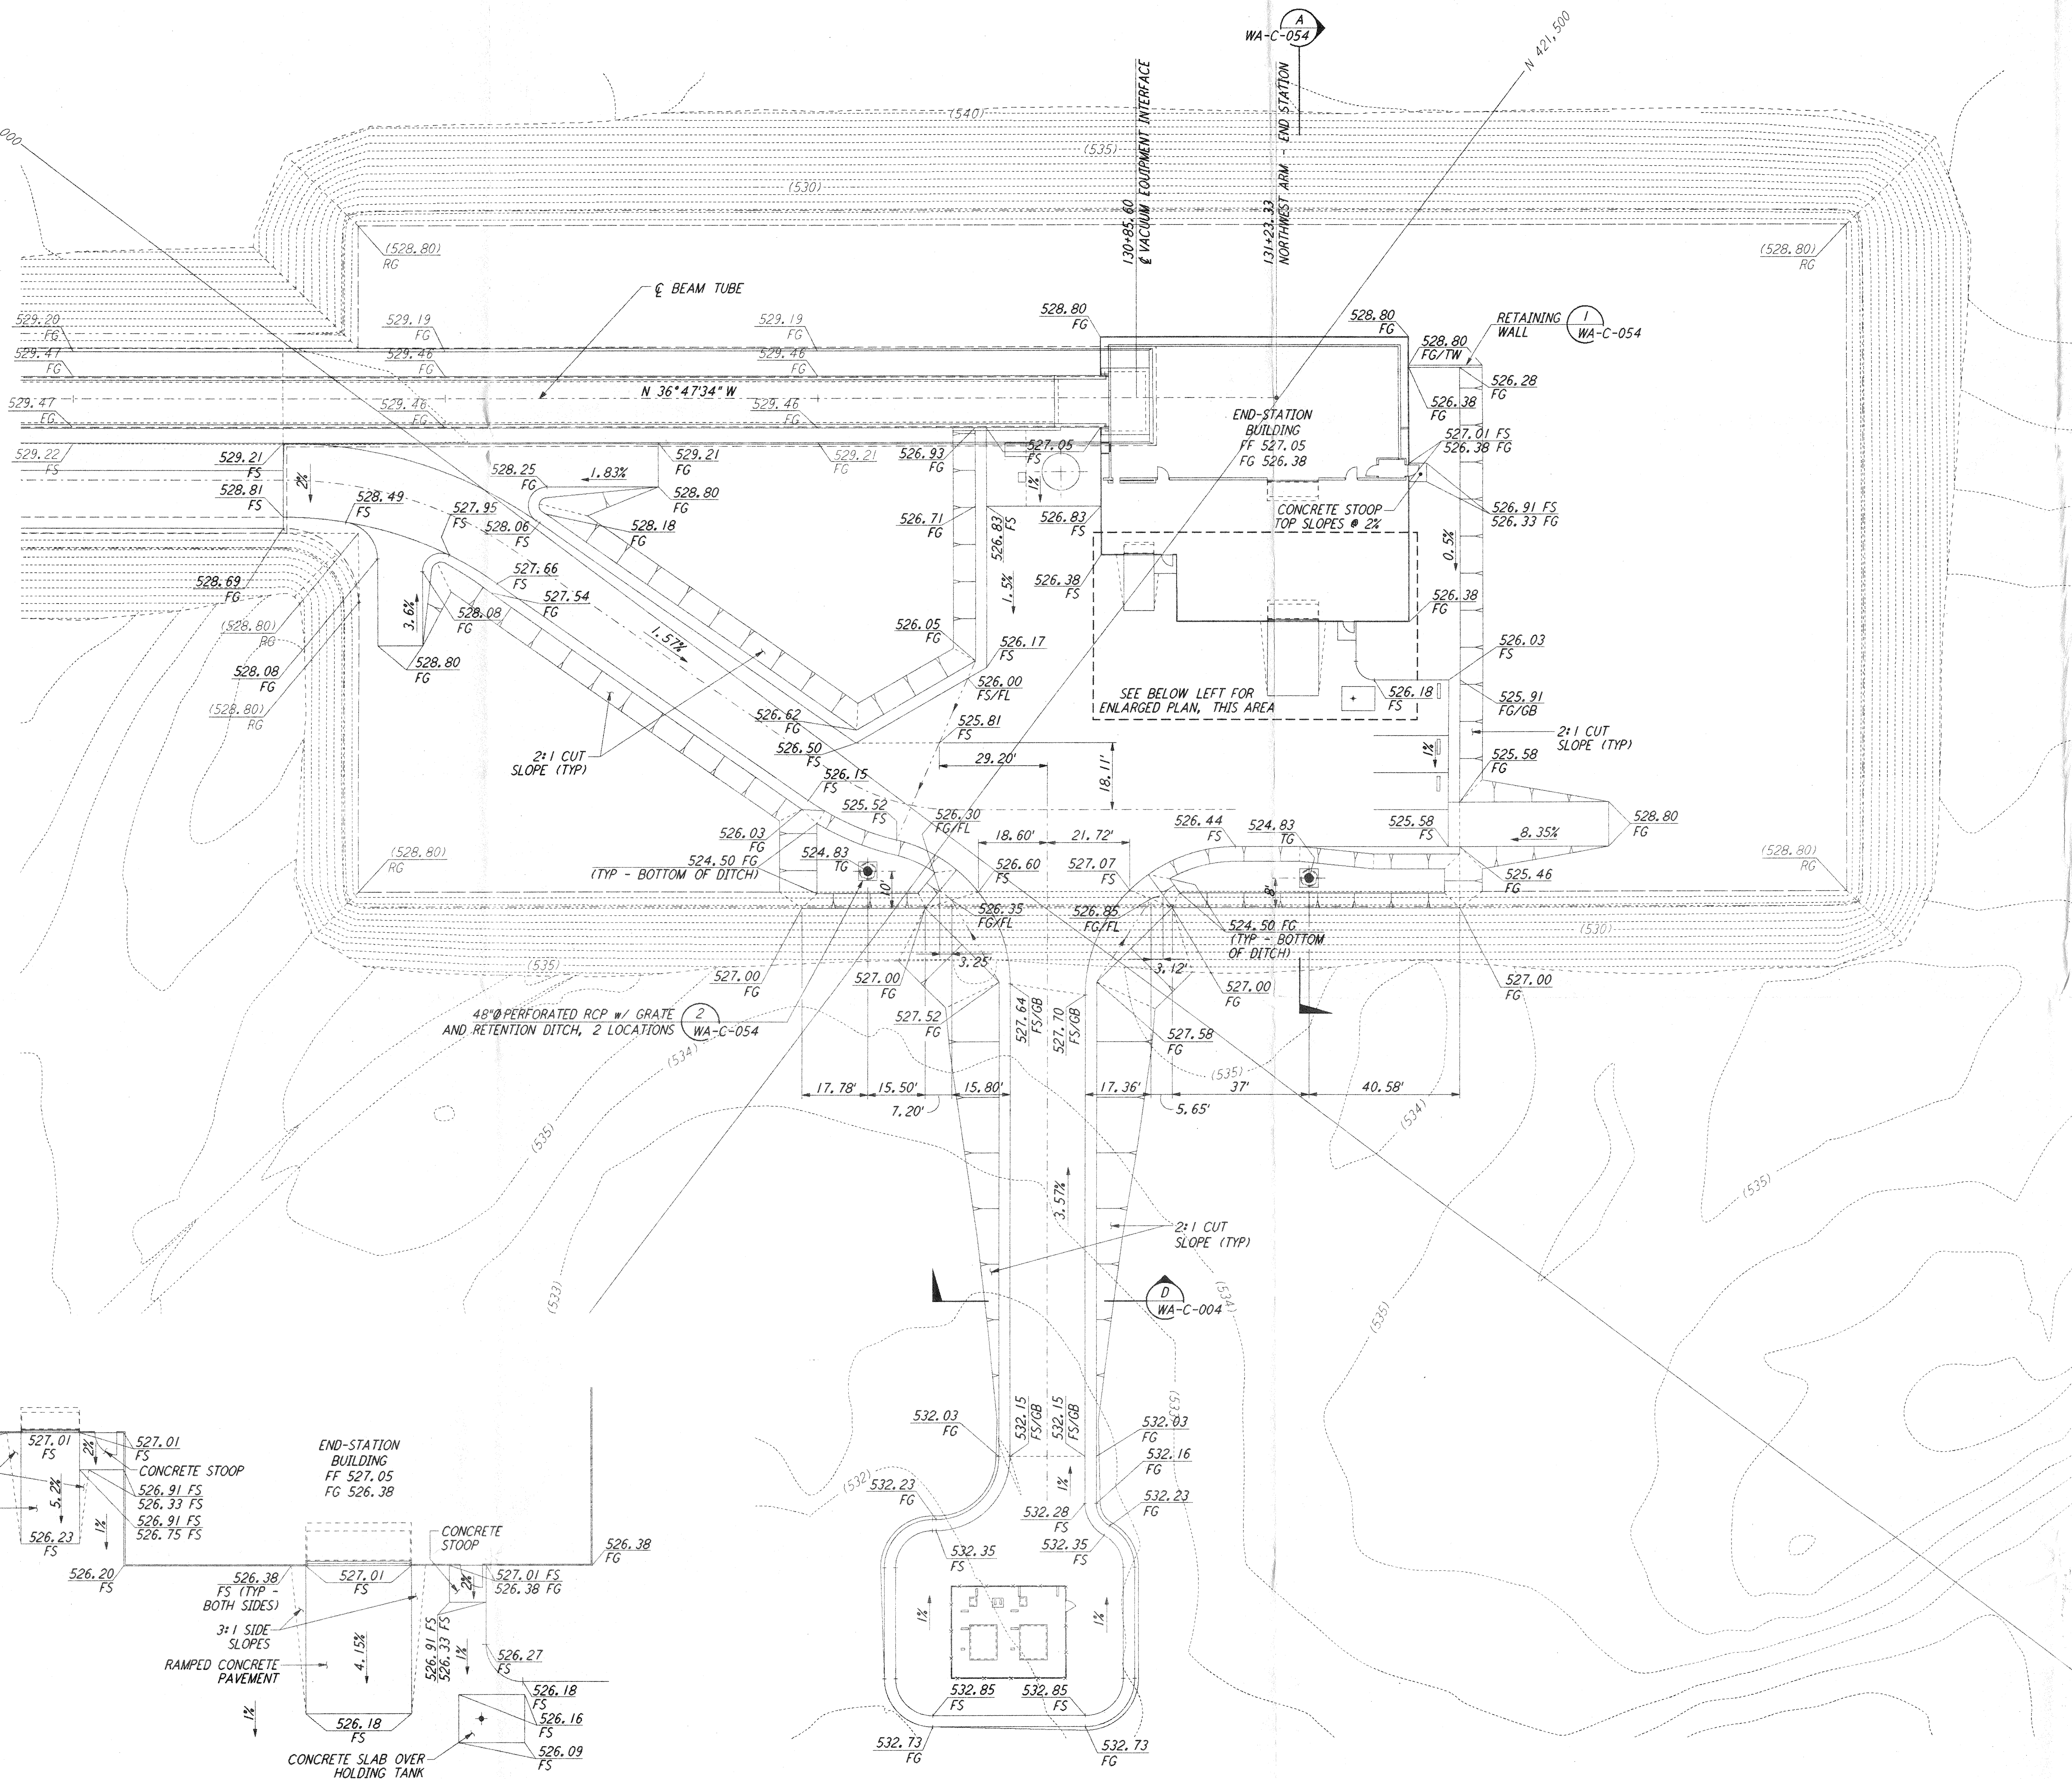 A
WA-C-054
N 421,500
000
(540)
(535)
(530)
130+85.60
℄ VACUUM EQUIPMENT INTERFACE
131+23.33
NORTHWEST ARM - END STATION
(528.80)
RG
(528.80)
RG
℄ BEAM TUBE
529.20
FG
529.19
FG
529.19
FG
528.80
FG
528.80
FG
RETAINING
WALL
1
WA-C-054
529.47
FG
529.46
FG
529.46
FG
528.80
FG/TW
N 36°47'34" W
526.28
FG
529.47
FG
529.46
FG
529.46
FG
526.38
FG
END-STATION
BUILDING
FF 527.05
FG 526.38
527.01 FS
526.38 FG
529.22
FS
529.21
FS
529.21
FG
529.21
FG
526.93
FG
527.05
FS
2%
528.25
FG
1.83%
1%
528.81
FS
528.49
FS
527.95
FS
528.06
FS
528.80
FG
528.18
FG
526.71
FG
526.83
FS
526.83
FS
CONCRETE STOOP
TOP SLOPES @ 2%
526.91 FS
526.33 FG
0.5%
528.69
FG
527.66
FS
527.54
FG
1.5%
526.38
FS
526.38
FG
3.6%
528.08
FG
(528.80)
RG
1.57%
526.05
FG
526.17
FS
526.03
FS
528.08
FG
528.80
FG
526.00
FS/FL
SEE BELOW LEFT FOR
ENLARGED PLAN, THIS AREA
526.18
FS
525.91
FG/GB
(528.80)
RG
526.62
FG
525.81
FS
2:1 CUT
SLOPE (TYP)
526.50
FS
29.20'
18.11'
1%
2:1 CUT
SLOPE (TYP)
525.58
FG
526.15
FS
525.52
FS
526.30
FG/FL
526.44
FS
524.83
TG
525.58
FS
8.35%
528.80
FG
526.03
FG
18.60'
21.72'
(528.80)
RG
524.50 FG
(TYP - BOTTOM OF DITCH)
524.83
TG
526.60
FS
527.07
FS
(528.80)
RG
10'
8'
525.46
FG
526.35
FG/FL
526.85
FG/FL
524.50 FG
(TYP - BOTTOM
OF DITCH)
(530)
(535)
3.25'
3.12'
527.00
FG
527.00
FG
527.00
FG
527.00
FG
48"Ø PERFORATED RCP w/ GRATE
AND RETENTION DITCH, 2 LOCATIONS
2
WA-C-054
527.52
FG
527.64
FS/GB
527.70
FS/GB
527.58
FG
(534)
(535)
17.78'
15.50'
15.80'
17.36'
37'
40.58'
7.20'
5.65'
(535)
(534)
3.57%
(535)
2:1 CUT
SLOPE (TYP)
(533)
D
WA-C-004
(534)
(535)
532.03
FG
532.15
FS/GB
532.15
FS/GB
532.03
FG
(533)
532.16
FG
(532)
532.23
FG
1%
532.28
FS
532.23
FG
532.35
FS
532.35
FS
1%
1%
532.85
FS
532.85
FS
532.73
FG
532.73
FG
527.01
FS
2%
527.01
FS
CONCRETE STOOP
5.2%
526.91 FS
526.33 FS
526.91 FS
526.75 FS
1%
526.23
FS
END-STATION
BUILDING
FF 527.05
FG 526.38
CONCRETE
STOOP
526.38
FG
526.20
FS
526.38
FS (TYP -
BOTH SIDES)
527.01
FS
2%
527.01 FS
526.38 FG
3:1 SIDE
SLOPES
4.15%
526.91 FS
526.33 FS
1%
526.27
FS
RAMPED CONCRETE
PAVEMENT
1%
526.18
FS
526.18
FS
526.16
FS
526.09
FS
CONCRETE SLAB OVER
HOLDING TANK